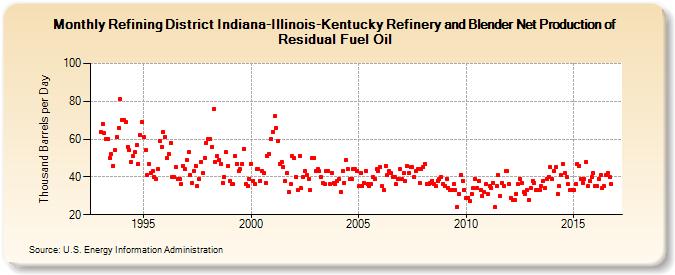 Monthly Refining District Indiana-Illinois-Kentucky Refinery and Blender Net Production of
Residual Fuel Oil
Thousand Barrels per Day
100
80
60
40
20
1995
2000
2005
2010
2015
Source: U.S. Energy Information Administration